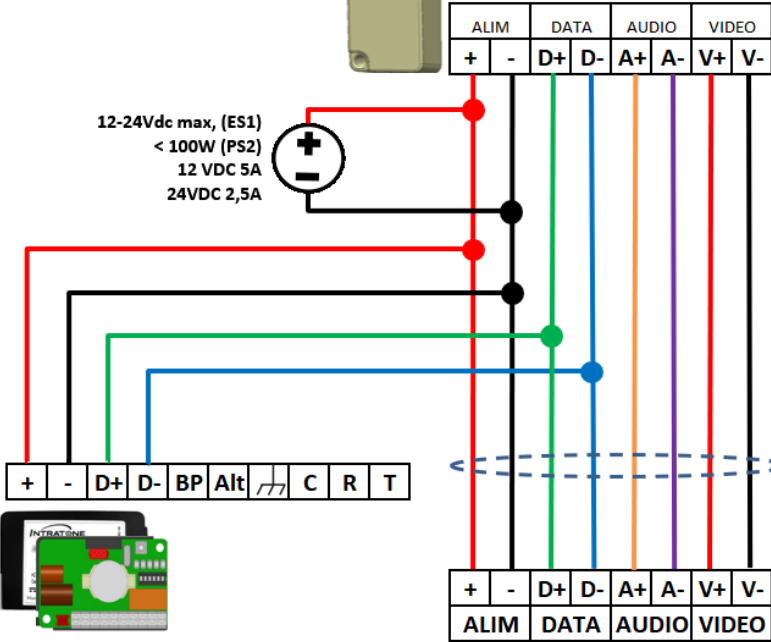 ALIM DATA AUDIO VIDEO
+ - D+ D- A+ A- V+ V-
12-24Vdc max, (ES1)
< 100W (PS2)
12 VDC 5A
24VDC 2,5A
+ - D+ D- BP Alt C R T
INTRATONE
+ - D+ D- A+ A- V+ V-
ALIM DATA AUDIO VIDEO